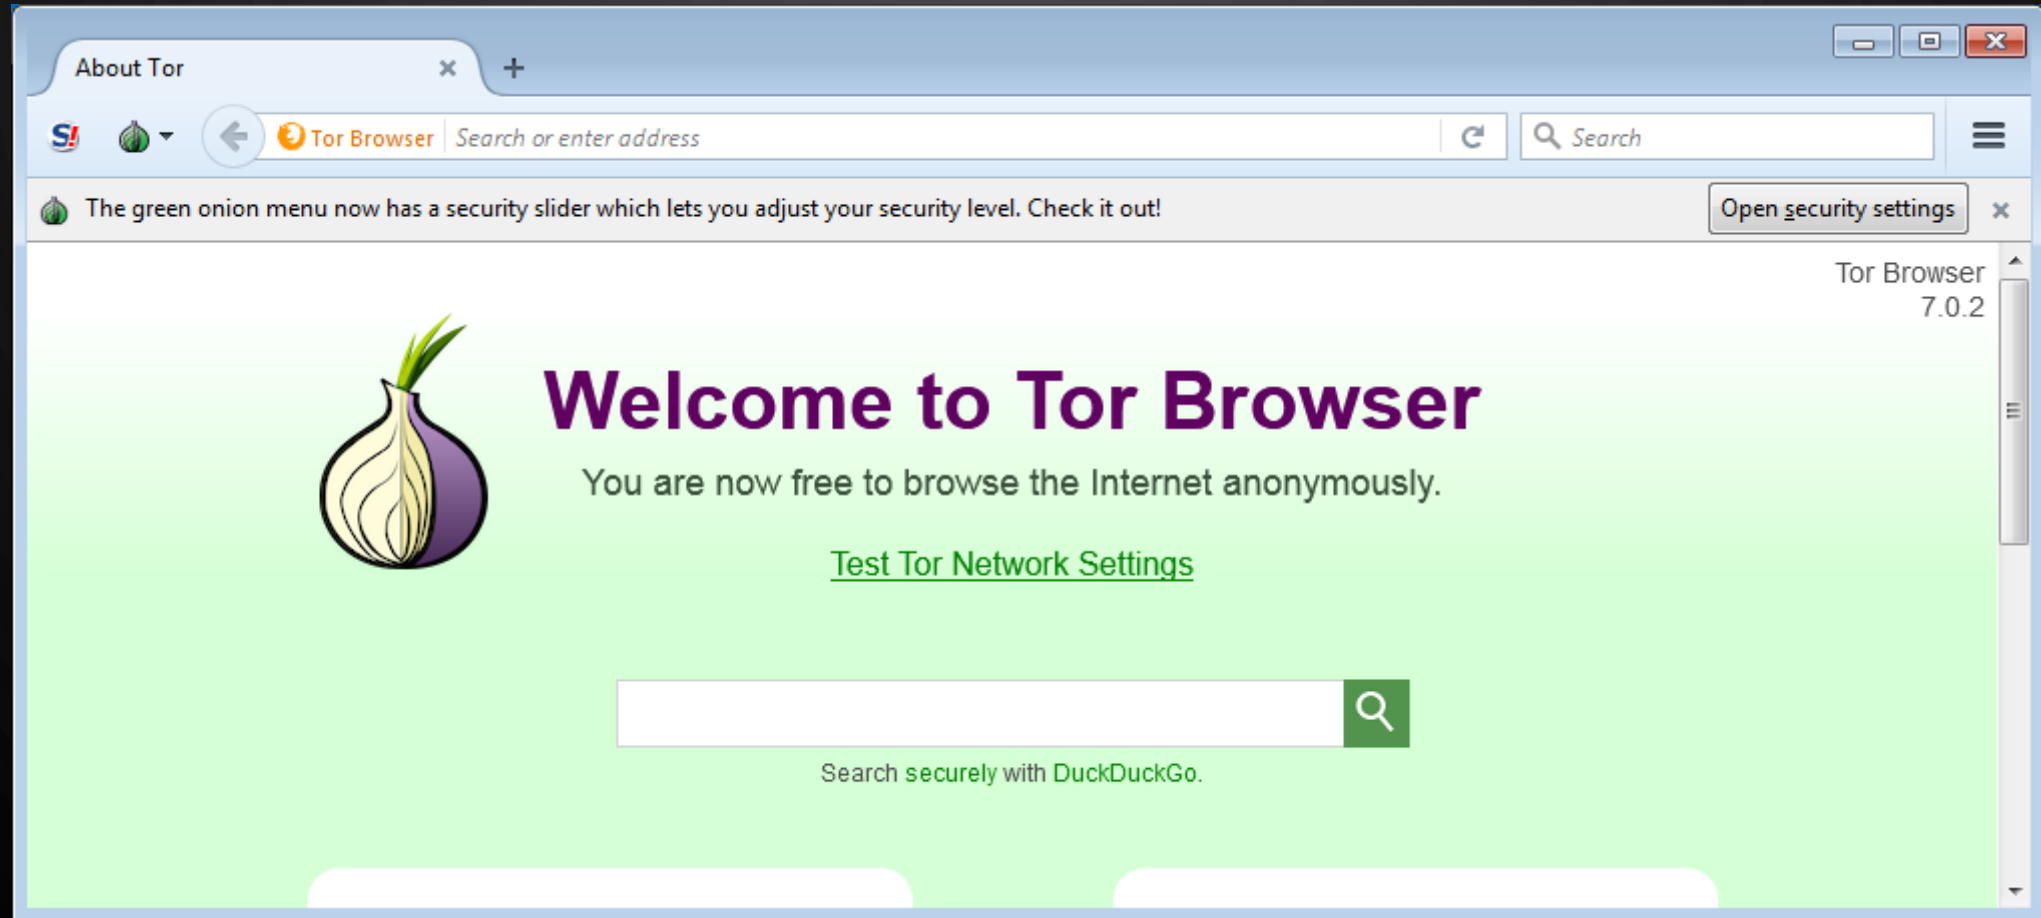 About Tor
S!
Tor Browser Search or enter address
Search
The green onion menu now has a security slider which lets you adjust your security level. Check it out!
Open security settings
Tor Browser
7.0.2
Welcome to Tor Browser
You are now free to browse the Internet anonymously.
Test Tor Network Settings
Search securely with DuckDuckGo.